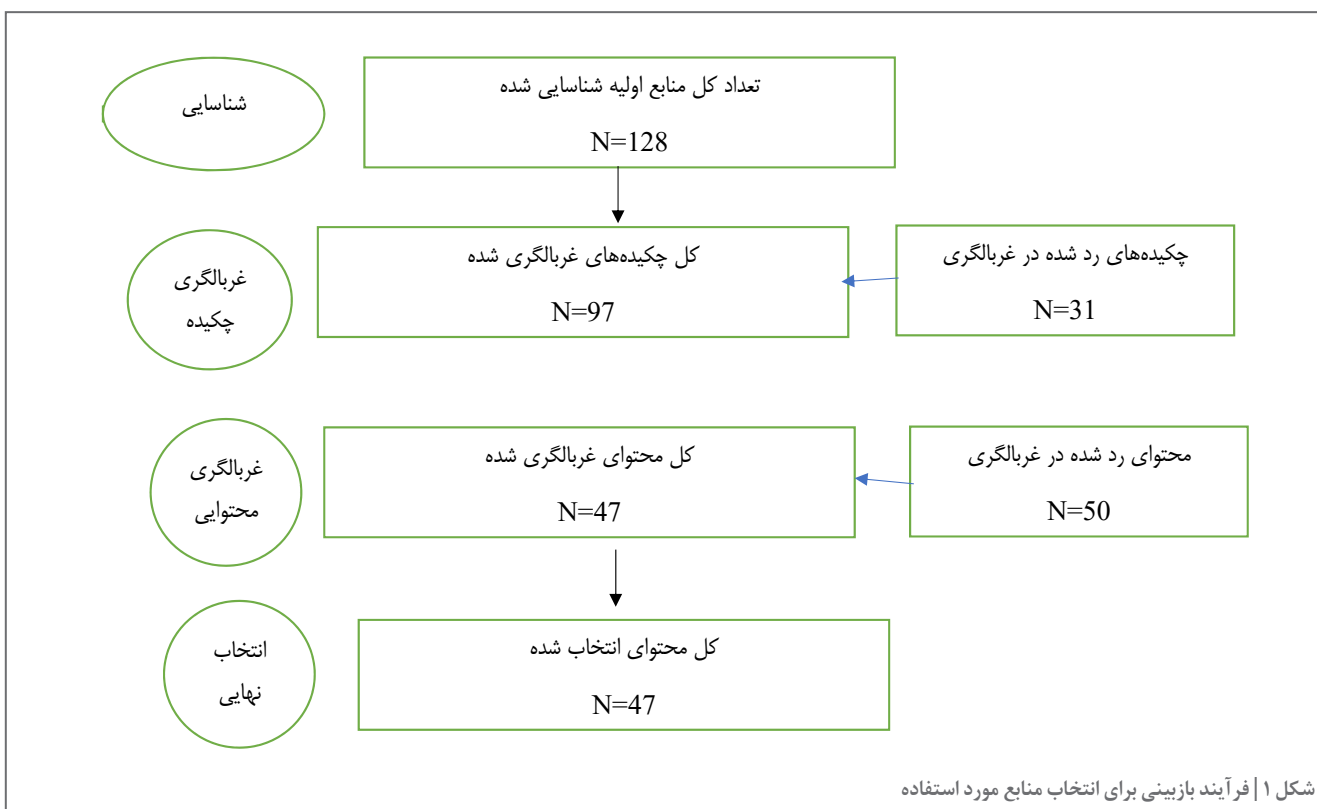 شناسایی
تعداد کل منابع اولیه شناسایی شده
N=128
غربالگری
چکیده
کل چکیده‌های غربالگری شده
N=97
چکیده‌های رد شده در غربالگری
N=31
غربالگری
محتوایی
کل محتوای غربالگری شده
N=47
محتوای رد شده در غربالگری
N=50
انتخاب
نهایی
کل محتوای انتخاب شده
N=47
شکل ۱ | فرآیند بازبینی برای انتخاب منابع مورد استفاده